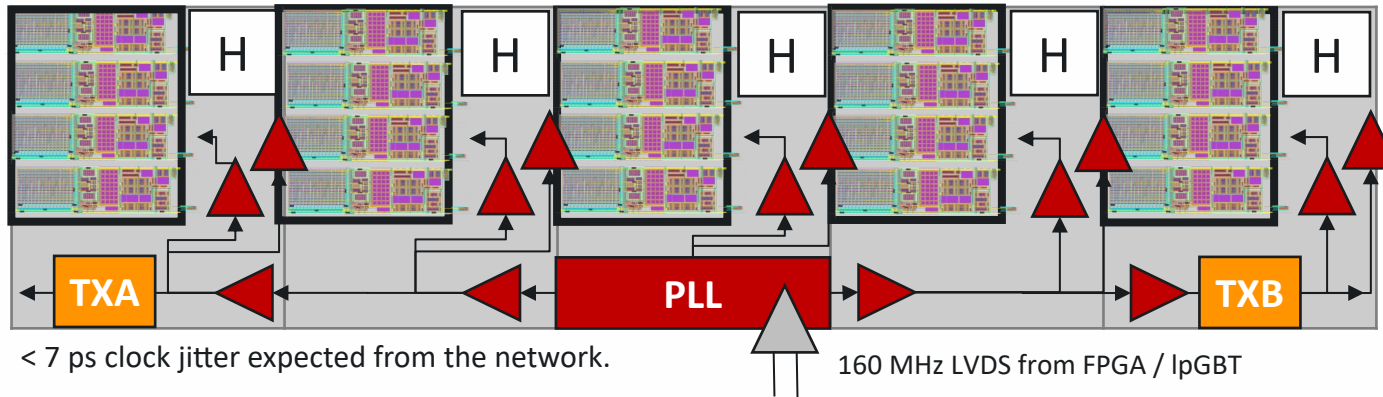 H H H H H
TXA PLL TXB
< 7 ps clock jitter expected from the network.
160 MHz LVDS from FPGA / lpGBT